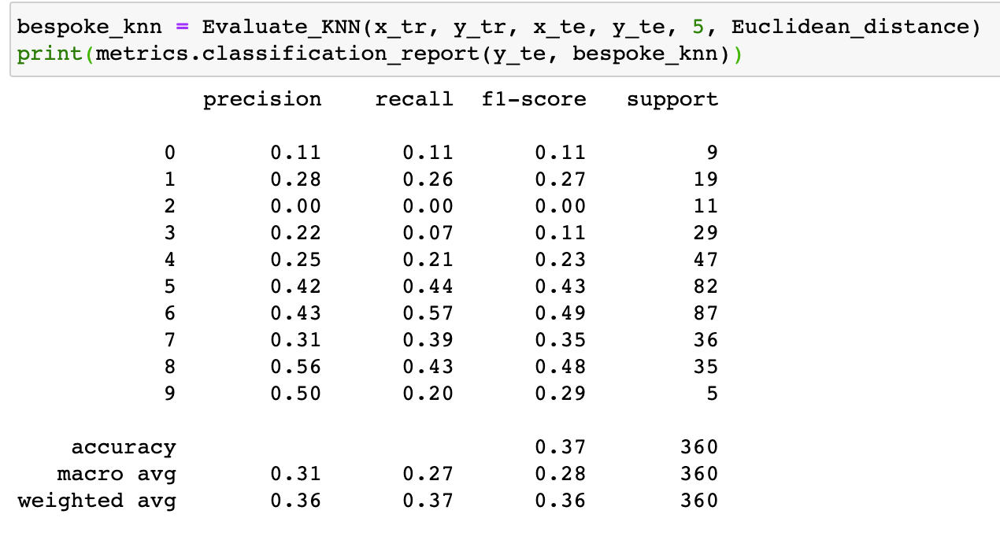 bespoke_knn = Evaluate_KNN(x_tr, y_tr, x_te, y_te, 5, Euclidean_distance)
print(metrics.classification_report(y_te, bespoke_knn))
precision recall f1-score support
0 0.11 0.11 0.11 9
1 0.28 0.26 0.27 19
2 0.00 0.00 0.00 11
3 0.22 0.07 0.11 29
4 0.25 0.21 0.23 47
5 0.42 0.44 0.43 82
6 0.43 0.57 0.49 87
7 0.31 0.39 0.35 36
8 0.56 0.43 0.48 35
9 0.50 0.20 0.29 5
accuracy 0.37 360
macro avg 0.31 0.27 0.28 360
weighted avg 0.36 0.37 0.36 360